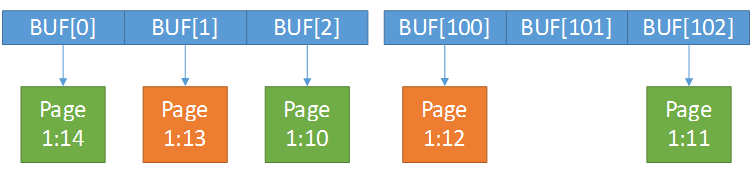 BUF[0] BUF[1] BUF[2] BUF[100] BUF[101] BUF[102]
Page 1:14
Page 1:13
Page 1:10
Page 1:12
Page 1:11